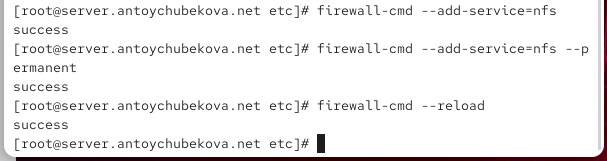 [root@server.antoychubekova.net etc]# firewall-cmd --add-service=nfs
success
[root@server.antoychubekova.net etc]# firewall-cmd --add-service=nfs --p
ermanent
success
[root@server.antoychubekova.net etc]# firewall-cmd --reload
success
[root@server.antoychubekova.net etc]#